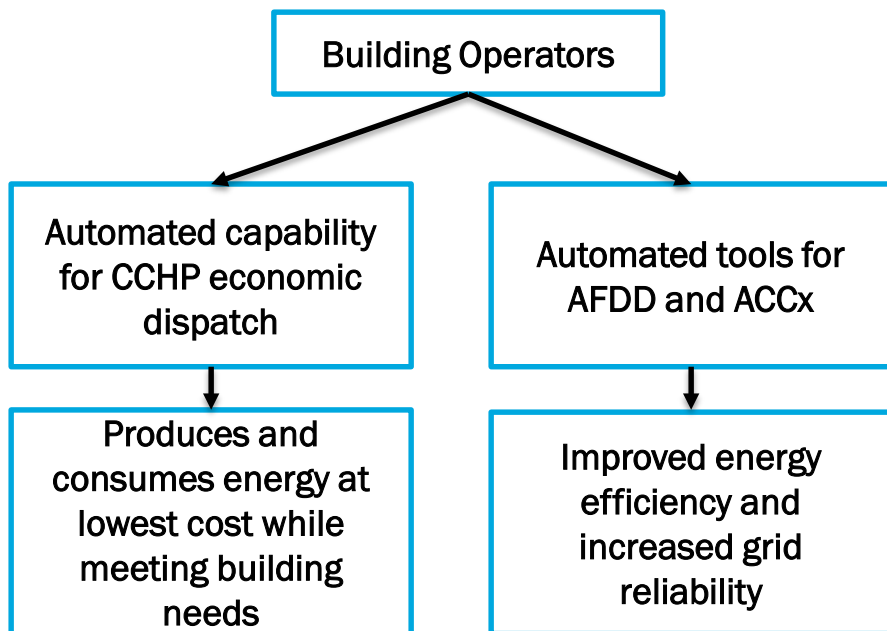 Building Operators
Automated capability
for CCHP economic
dispatch
Automated tools for
AFDD and ACCx
Produces and
consumes energy at
lowest cost while
meeting building
needs
Improved energy
efficiency and
increased grid
reliability